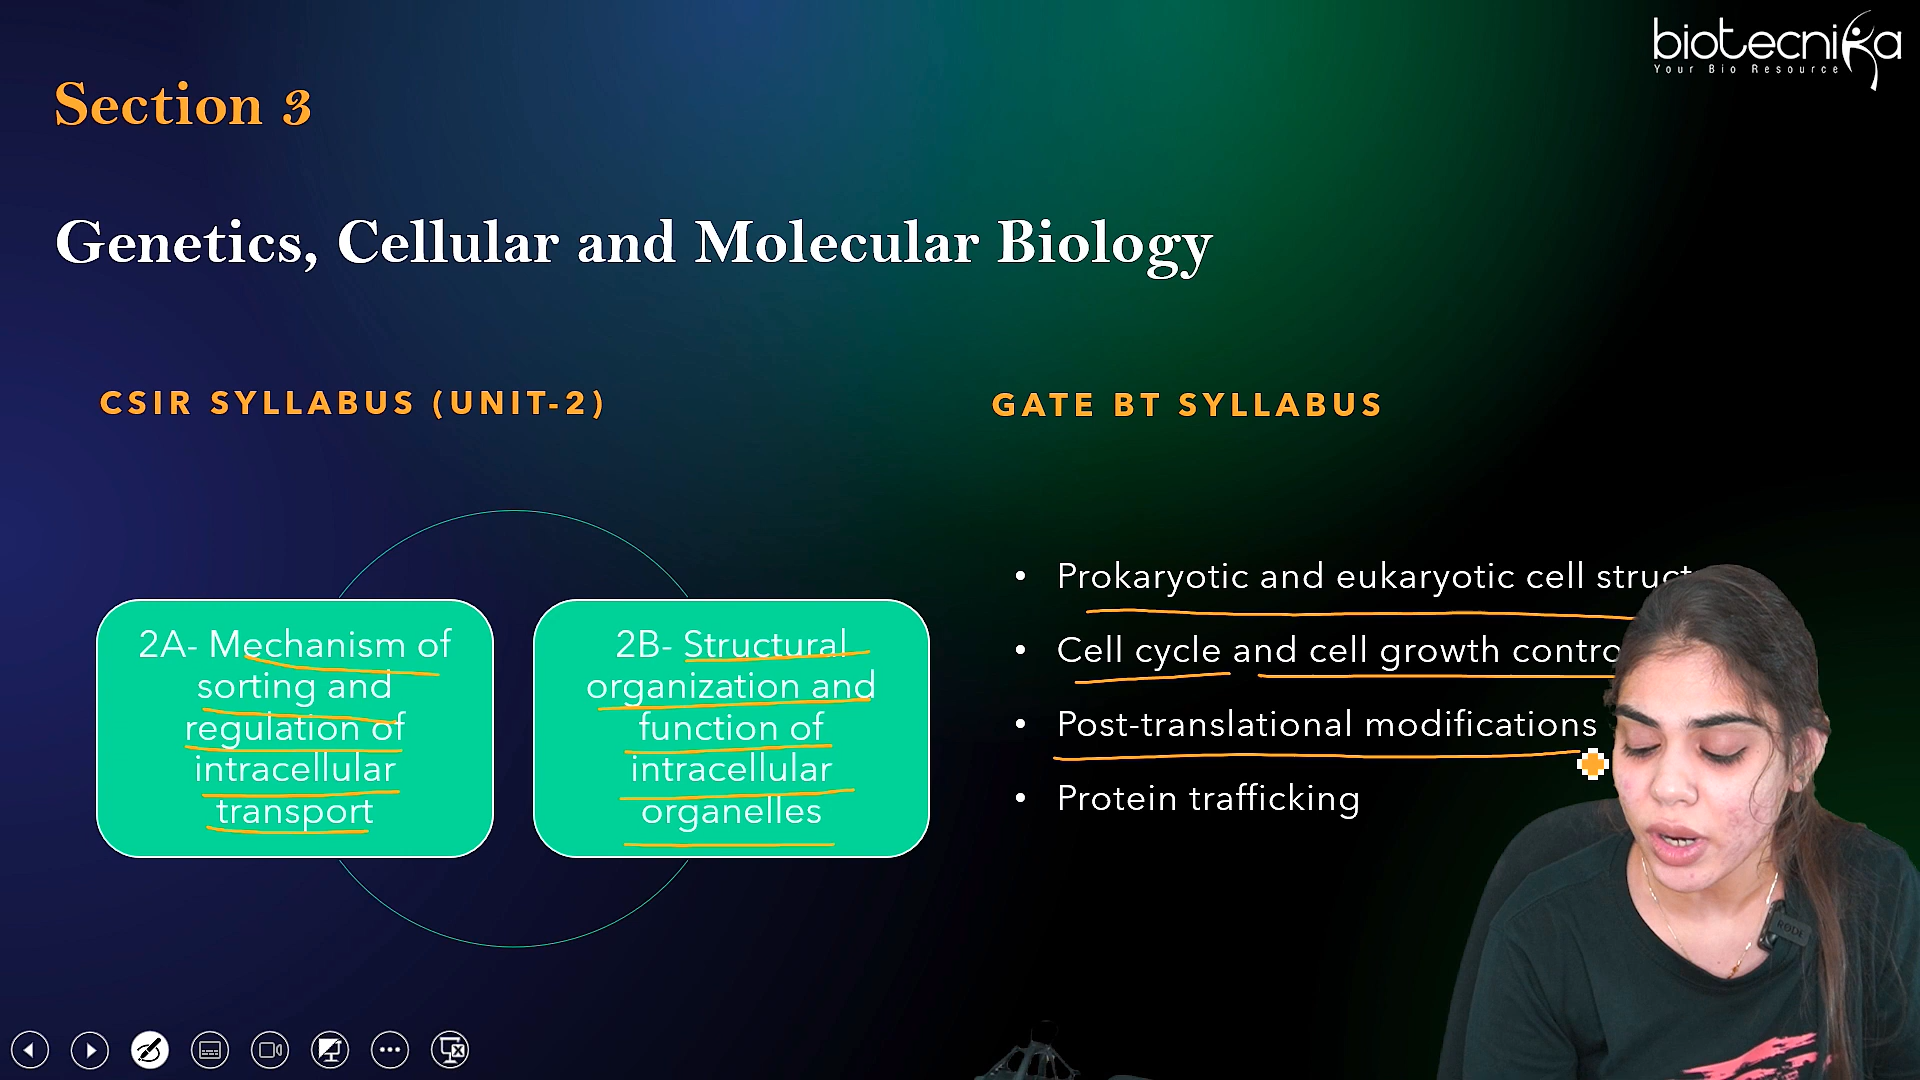 biotecnika
Your Bio Resource
Section 3
Genetics, Cellular and Molecular Biology
CSIR SYLLABUS (UNIT-2)
GATE BT SYLLABUS
2A- Mechanism of
sorting and
regulation of
intracellular
transport
2B- Structural
organization and
function of
intracellular
organelles
• Prokaryotic and eukaryotic cell
• Cell cycle and cell growth
• Post-translational modifications
• Protein trafficking
RODE